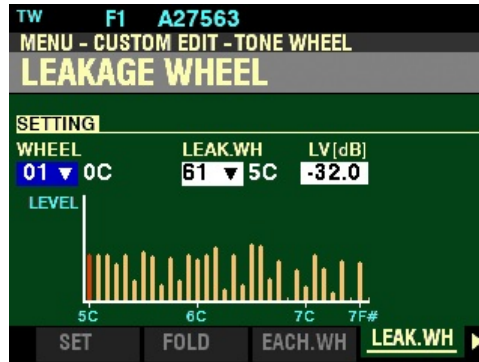 TW F1 A27563
MENU - CUSTOM EDIT - TONE WHEEL
LEAKAGE WHEEL
SETTING
WHEEL LEAK.WH LV[dB]
01 ▼ 0C 61 ▼ 5C -32.0
LEVEL
5C 6C 7C 7F#
SET FOLD EACH.WH LEAK.WH